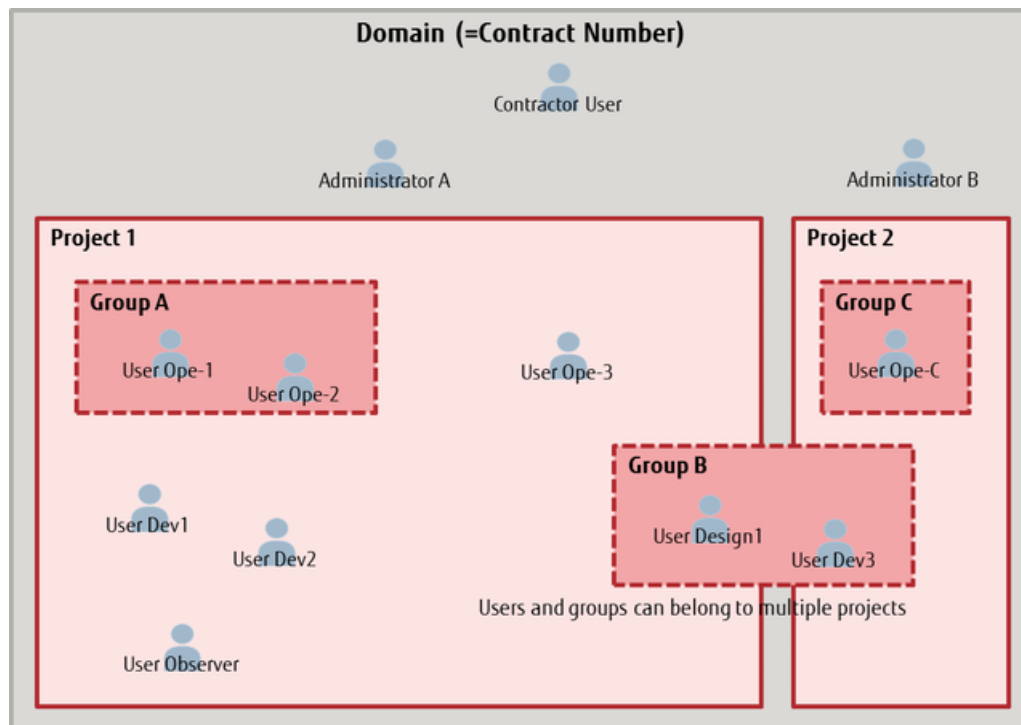 Domain (=Contract Number)
Contractor User
Administrator A
Administrator B
Project 1
Project 2
Group A
Group C
User Ope-1
User Ope-2
User Ope-3
User Ope-C
Group B
User Dev1
User Dev2
User Design1
User Dev3
Users and groups can belong to multiple projects
User Observer